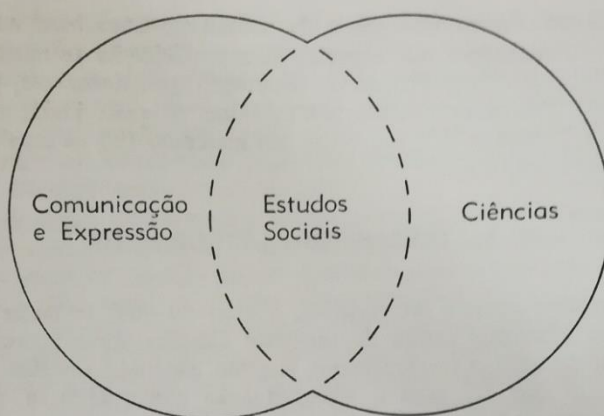 Comunicação
e Expressão
Estudos
Sociais
Ciências